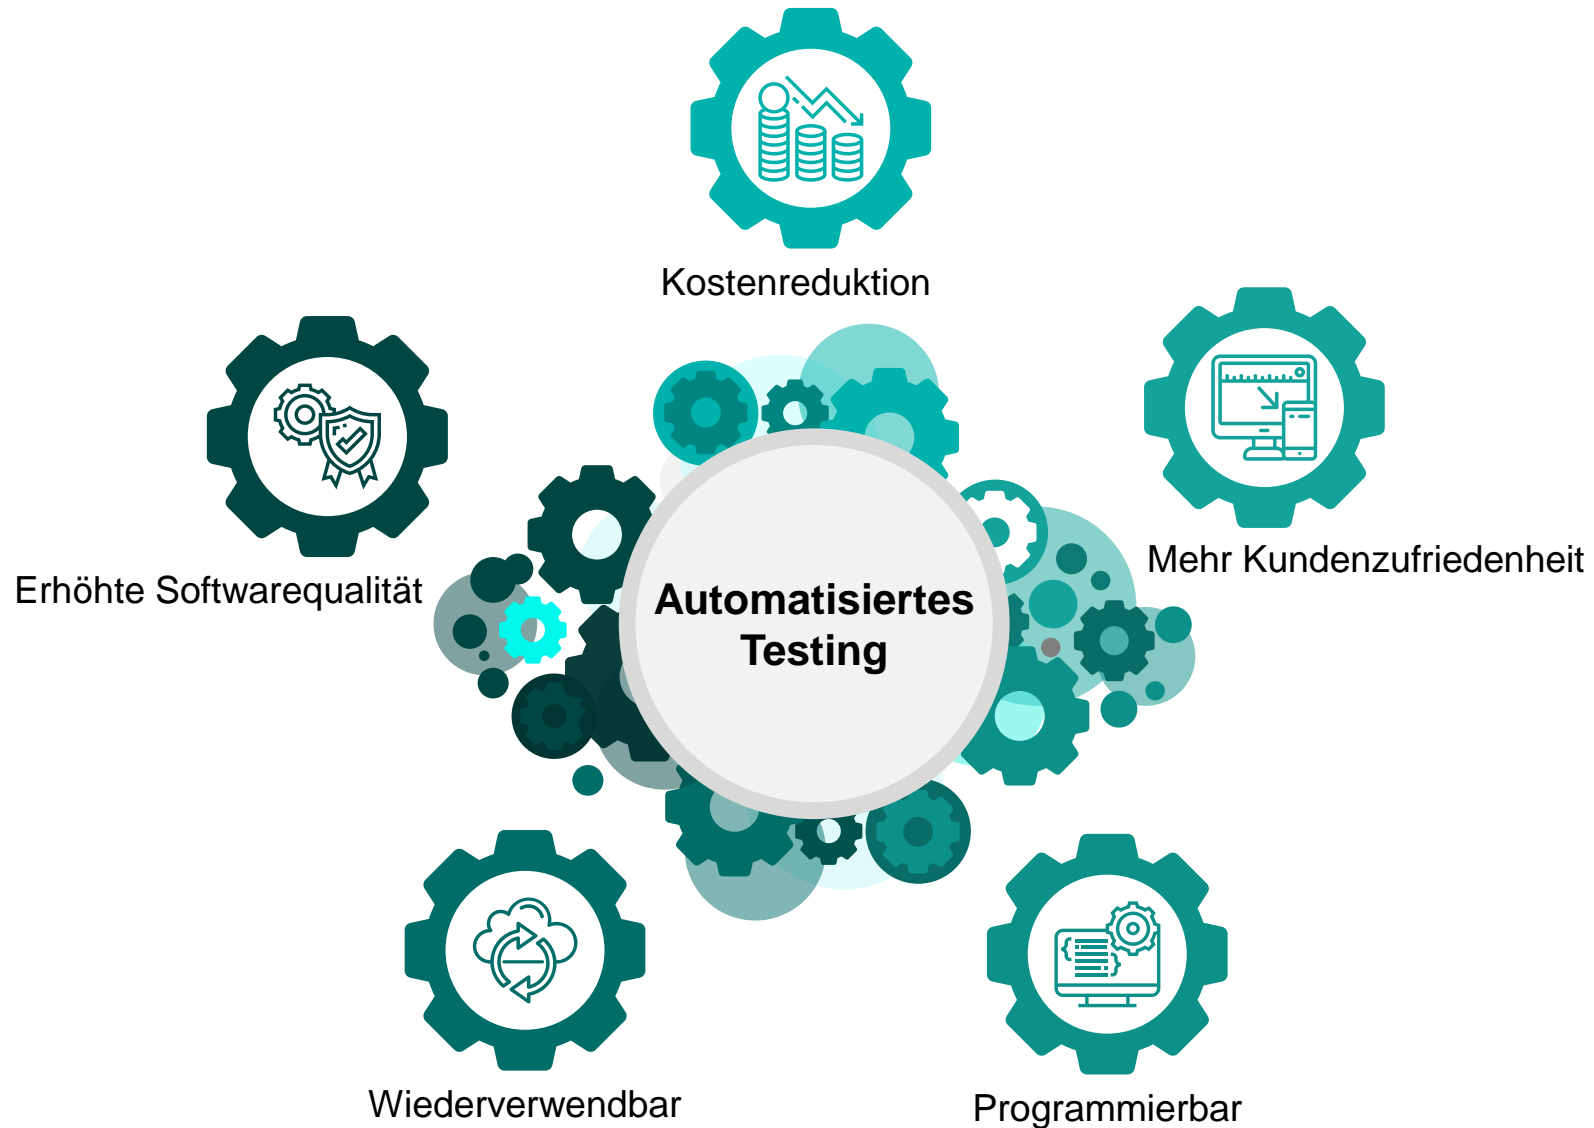 Kostenreduktion
Mehr Kundenzufriedenheit
Erhöhte Softwarequalität
Automatisiertes
Testing
Wiederverwendbar
Programmierbar